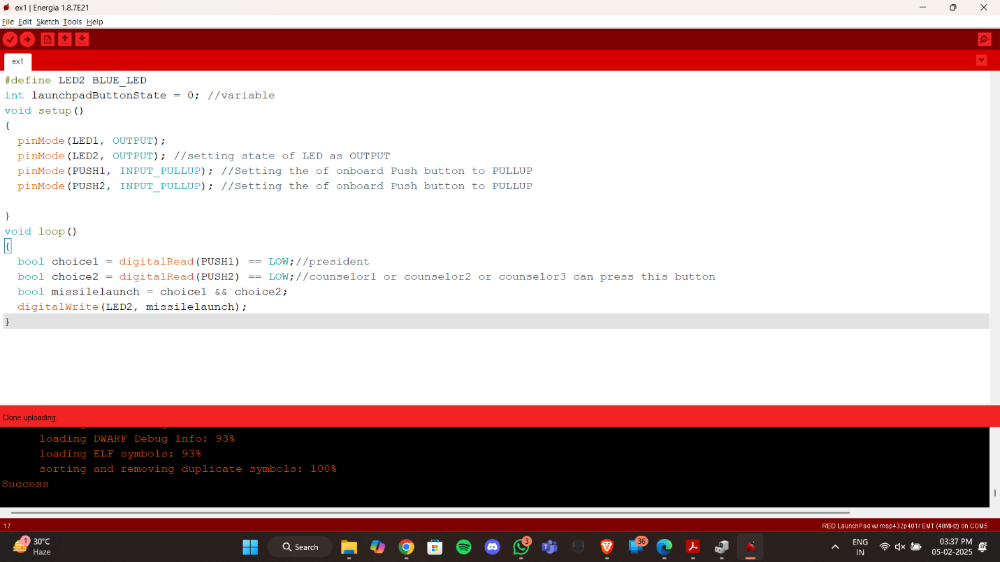 ex1 | Energia 1.8.7E21
File Edit Sketch Tools Help
ex1
#define LED2 BLUE_LED
int launchpadButtonState = 0; //variable
void setup()
{
pinMode(LED1, OUTPUT);
pinMode(LED2, OUTPUT); //setting state of LED as OUTPUT
pinMode(PUSH1, INPUT_PULLUP); //Setting the of onboard Push button to PULLUP
pinMode(PUSH2, INPUT_PULLUP); //Setting the of onboard Push button to PULLUP
}
void loop()
{
bool choice1 = digitalRead(PUSH1) == LOW;//president
bool choice2 = digitalRead(PUSH2) == LOW;//counselor1 or counselor2 or counselor3 can press this button
bool missilelaunch = choice1 && choice2;
digitalWrite(LED2, missilelaunch);
}
Done uploading.
loading DWARF Debug Info: 93%
loading ELF symbols: 93%
sorting and removing duplicate symbols: 100%
Success
17
RED LaunchPad w/ msp432p401r EMT (48MHz) on COM5
1
30°C
Haze
Search
3
36
ENG
IN
03:37 PM
05-02-2025